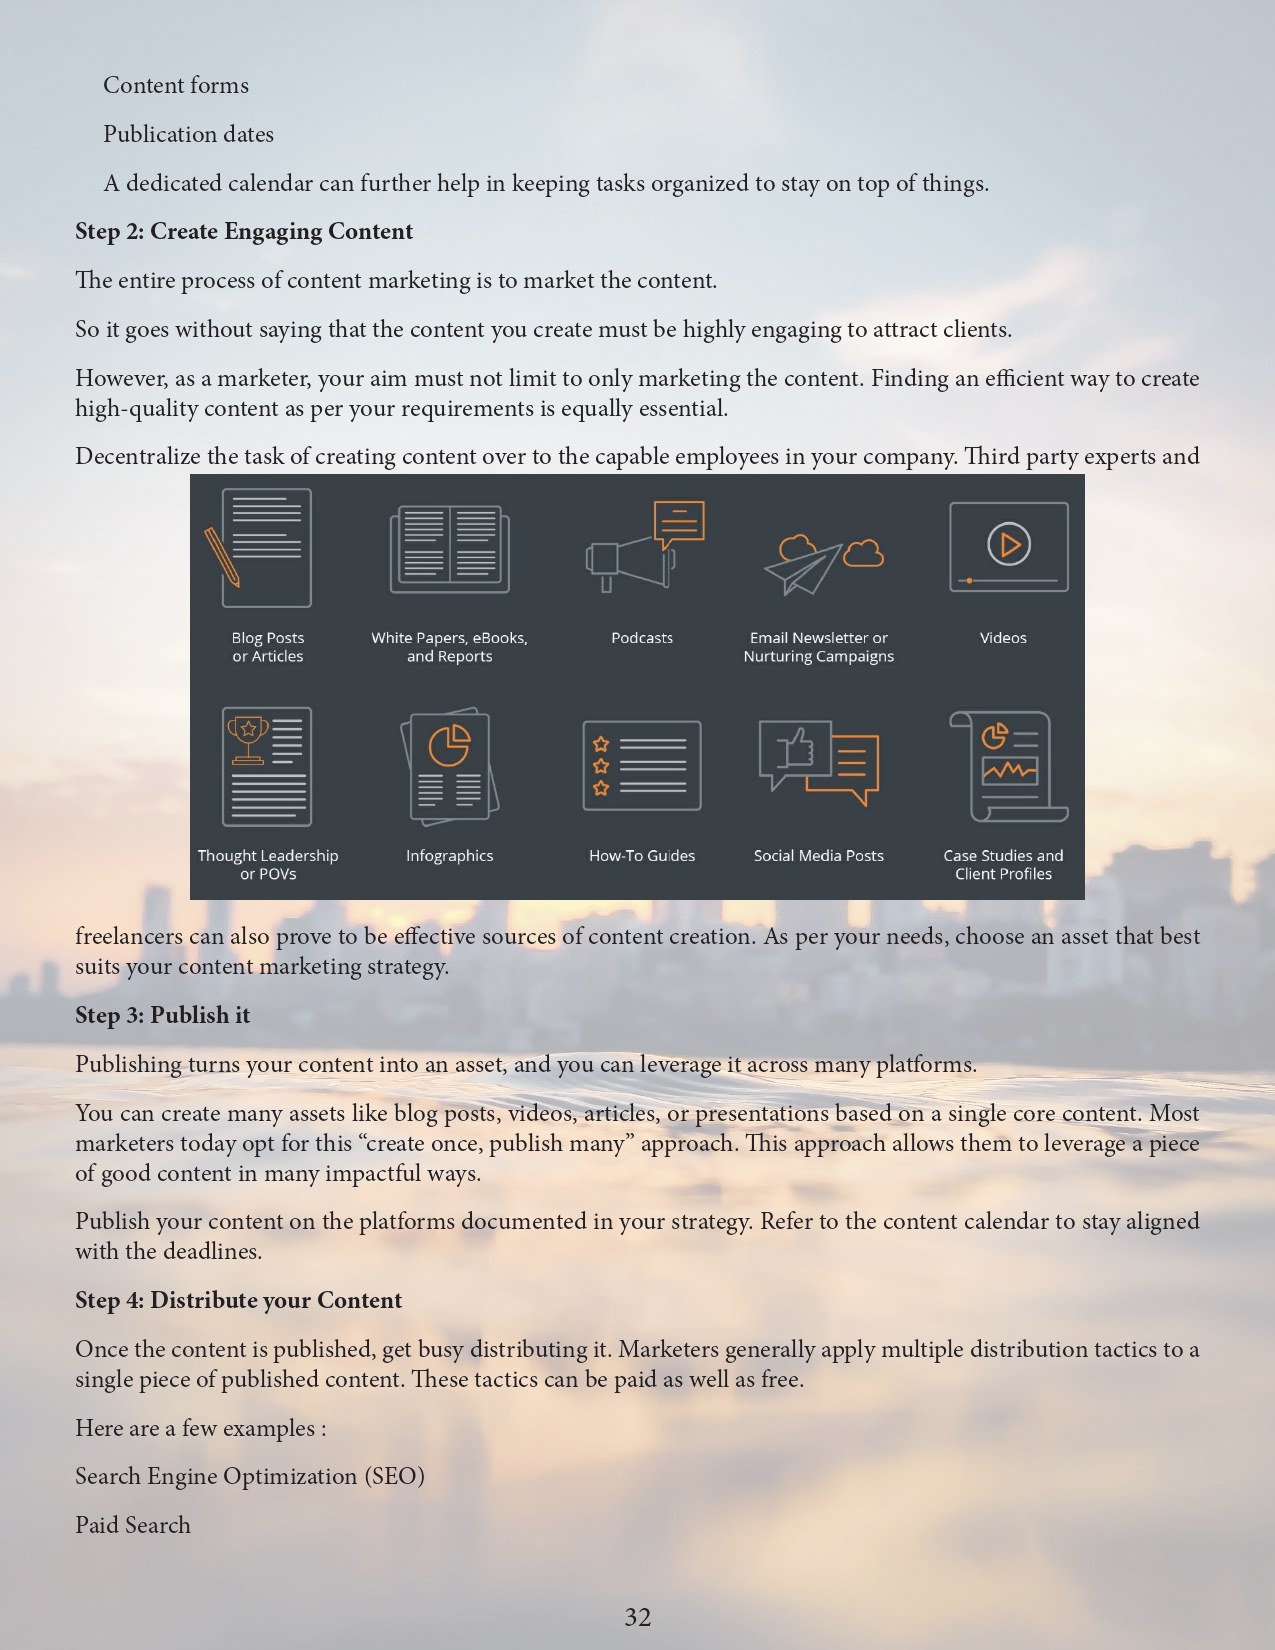 Content forms
Publication dates
A dedicated calendar can further help in keeping tasks organized to stay on top of things.
Step 2: Create Engaging Content
The entire process of content marketing is to market the content.
So it goes without saying that the content you create must be highly engaging to attract clients.
However, as a marketer, your aim must not limit to only marketing the content. Finding an efficient way to create
high-quality content as per your requirements is equally essential.
Decentralize the task of creating content over to the capable employees in your company. Third party experts and
Blog Posts
or Articles
White Papers, eBooks,
and Reports
Podcasts
Email Newsletter or
Nurturing Campaigns
Videos
Thought Leadership
or POVs
Infographics
How-To Guides
Social Media Posts
Case Studies and
Client Profiles
freelancers can also prove to be effective sources of content creation. As per your needs, choose an asset that best
suits your content marketing strategy.
Step 3: Publish it
Publishing turns your content into an asset, and you can leverage it across many platforms.
You can create many assets like blog posts, videos, articles, or presentations based on a single core content. Most
marketers today opt for this “create once, publish many” approach. This approach allows them to leverage a piece
of good content in many impactful ways.
Publish your content on the platforms documented in your strategy. Refer to the content calendar to stay aligned
with the deadlines.
Step 4: Distribute your Content
Once the content is published, get busy distributing it. Marketers generally apply multiple distribution tactics to a
single piece of published content. These tactics can be paid as well as free.
Here are a few examples :
Search Engine Optimization (SEO)
Paid Search
32